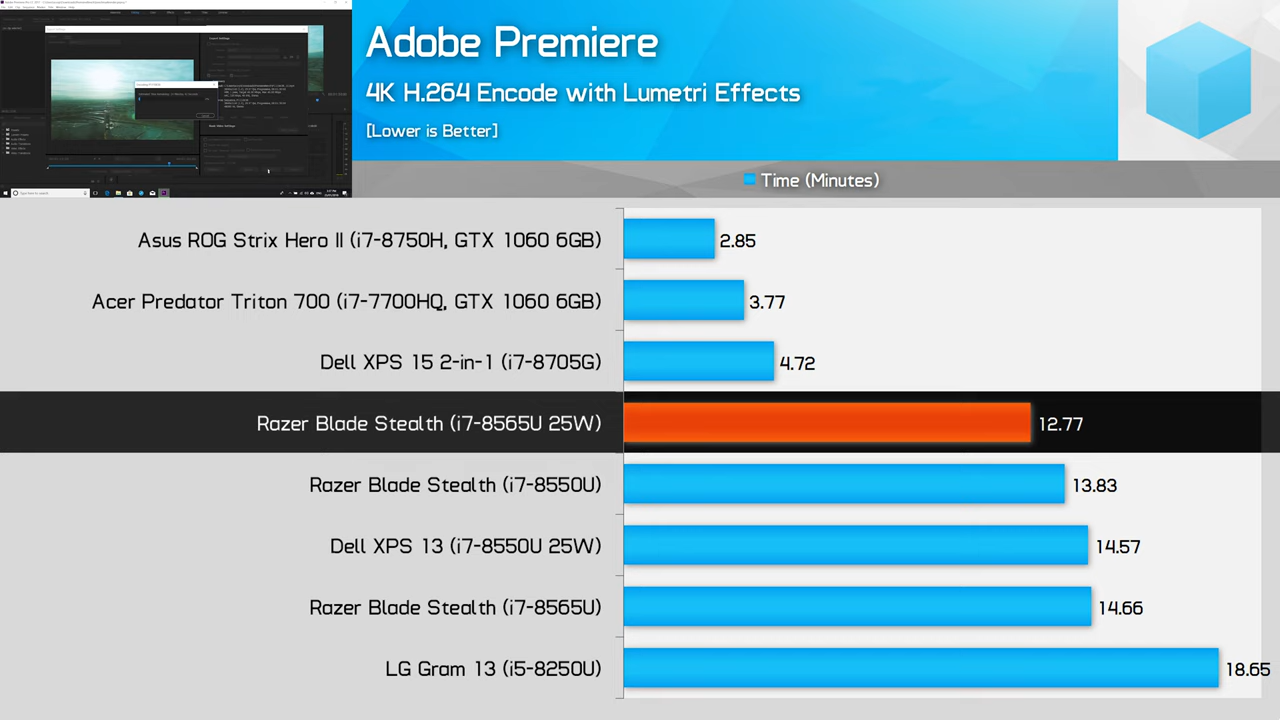 Adobe Premiere
4K H.264 Encode with Lumetri Effects
[Lower is Better]
Time (Minutes)
Asus ROG Strix Hero II (i7-8750H, GTX 1060 6GB) 2.85
Acer Predator Triton 700 (i7-7700HQ, GTX 1060 6GB) 3.77
Dell XPS 15 2-in-1 (i7-8705G) 4.72
Razer Blade Stealth (i7-8565U 25W) 12.77
Razer Blade Stealth (i7-8550U) 13.83
Dell XPS 13 (i7-8550U 25W) 14.57
Razer Blade Stealth (i7-8565U) 14.66
LG Gram 13 (i5-8250U) 18.65